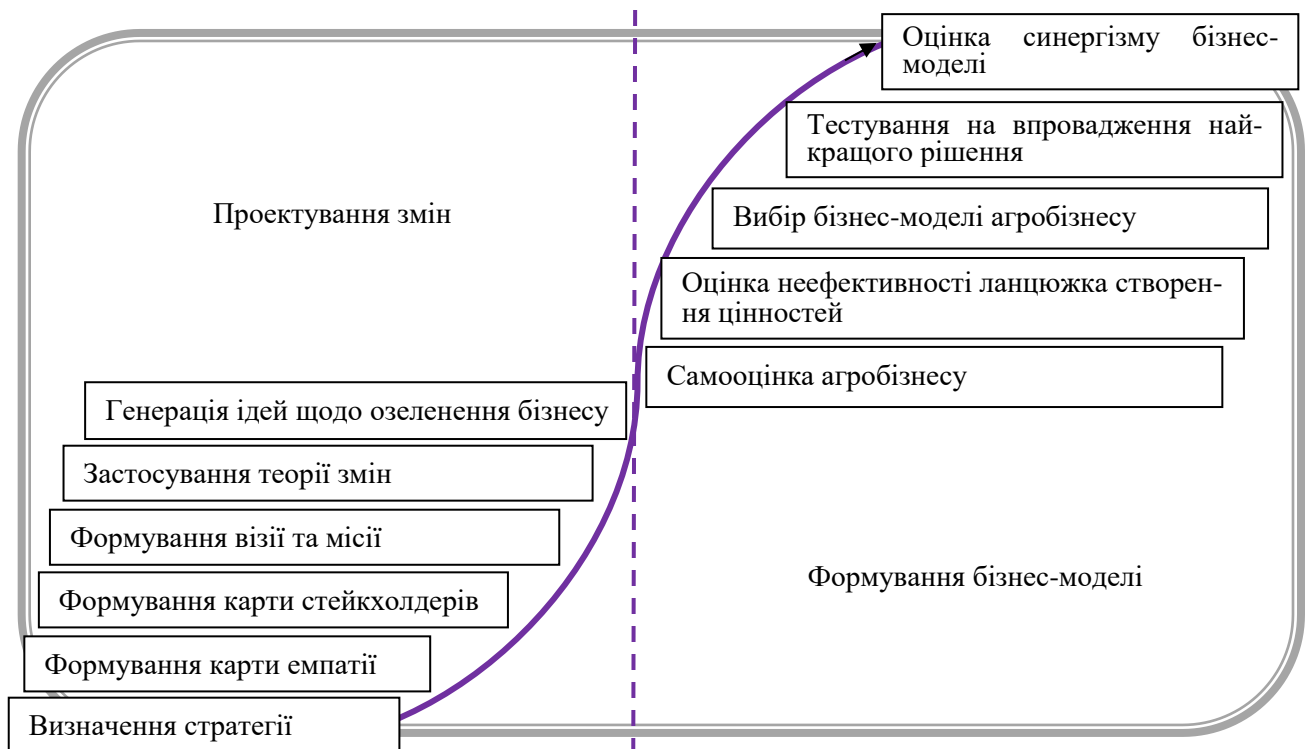 Оцінка синергізму бізнес-
моделі
Тестування на впровадження най-
кращого рішення
Проектування змін
Вибір бізнес-моделі агробізнесу
Оцінка неефективності ланцюжка створен-
ня цінностей
Самооцінка агробізнесу
Генерація ідей щодо озеленення бізнесу
Застосування теорії змін
Формування візії та місії
Формування бізнес-моделі
Формування карти стейкхолдерів
Формування карти емпатії
Визначення стратегії